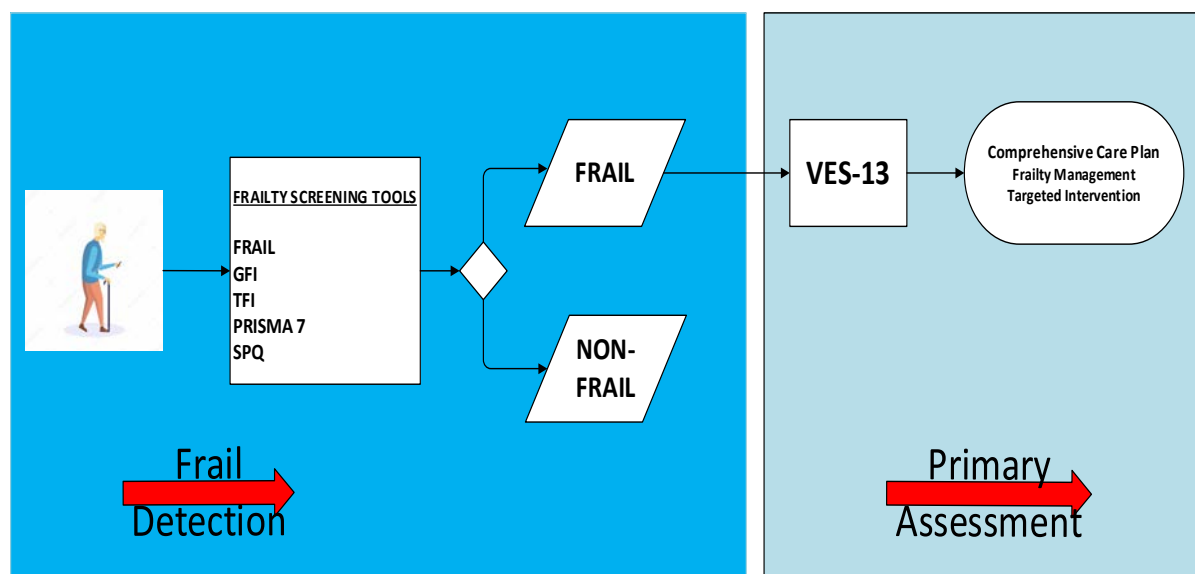 FRAILTY SCREENING TOOLS
FRAIL
GFI
TFI
PRISMA 7
SPQ
FRAIL
NON-
FRAIL
Frail
Detection
VES-13
Comprehensive Care Plan
Frailty Management
Targeted Intervention
Primary
Assessment